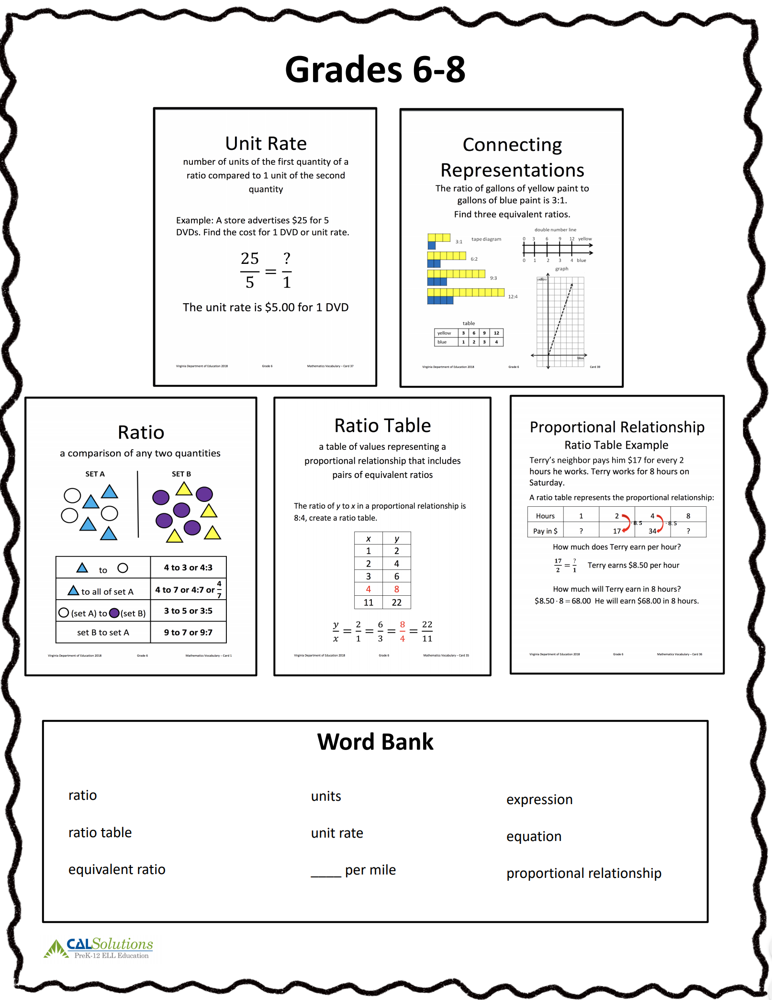 Grades 6-8
Unit Rate
number of units of the first quantity of a
ratio compared to 1 unit of the second
quantity
Example: A store advertises $25 for 5
DVDs. Find the cost for 1 DVD or unit rate.
25/5 = ?/1
The unit rate is $5.00 for 1 DVD
Virginia Department of Education 2018 Grade 6 Mathematics Vocabulary – Card 37
Connecting
Representations
The ratio of gallons of yellow paint to
gallons of blue paint is 3:1.
Find three equivalent ratios.
3:1 tape diagram
6:2
9:3
12:4
double number line
0 3 6 9 12 yellow
0 1 2 3 4 blue
graph
yellow
blue
table
yellow 3 6 9 12
blue 1 2 3 4
Virginia Department of Education 2018 Grade 6 Card 39
Ratio
a comparison of any two quantities
SET A SET B
to 4 to 3 or 4:3
to all of set A 4 to 7 or 4:7 or 4/7
(set A) to (set B) 3 to 5 or 3:5
set B to set A 9 to 7 or 9:7
Virginia Department of Education 2018 Grade 6 Mathematics Vocabulary – Card 1
Ratio Table
a table of values representing a
proportional relationship that includes
pairs of equivalent ratios
The ratio of y to x in a proportional relationship is
8:4, create a ratio table.
x y
1 2
2 4
3 6
4 8
11 22
y/x = 2/1 = 6/3 = 8/4 = 22/11
Virginia Department of Education 2018 Grade 6 Mathematics Vocabulary – Card 35
Proportional Relationship
Ratio Table Example
Terry's neighbor pays him $17 for every 2
hours he works. Terry works for 8 hours on
Saturday.
A ratio table represents the proportional relationship:
Hours 1 2 4 8
· 8.5 · 8.5
Pay in $ ? 17 34 ?
How much does Terry earn per hour?
17/2 = ?/1 Terry earns $8.50 per hour
How much will Terry earn in 8 hours?
$8.50 · 8 = 68.00 He will earn $68.00 in 8 hours.
Virginia Department of Education 2018 Grade 6 Mathematics Vocabulary – Card 36
Word Bank
ratio units expression
ratio table unit rate equation
equivalent ratio ____ per mile proportional relationship
CALSolutions
PreK-12 ELL Education